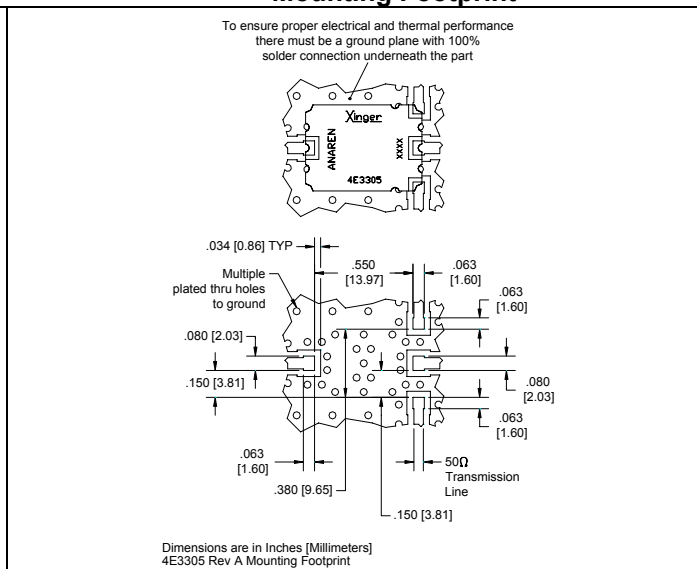 Mounting Footprint
To ensure proper electrical and thermal performance
there must be a ground plane with 100%
solder connection underneath the part
Xinger
ANAREN
XXXX
4E3305
.034 [0.86] TYP
.550
[13.97]
.063
[1.60]
Multiple
plated thru holes
to ground
.063
[1.60]
.080 [2.03]
.150 [3.81]
.080
[2.03]
.063
[1.60]
.063
[1.60]
50Ω
Transmission
Line
.380 [9.65]
.150 [3.81]
Dimensions are in Inches [Millimeters]
4E3305 Rev A Mounting Footprint